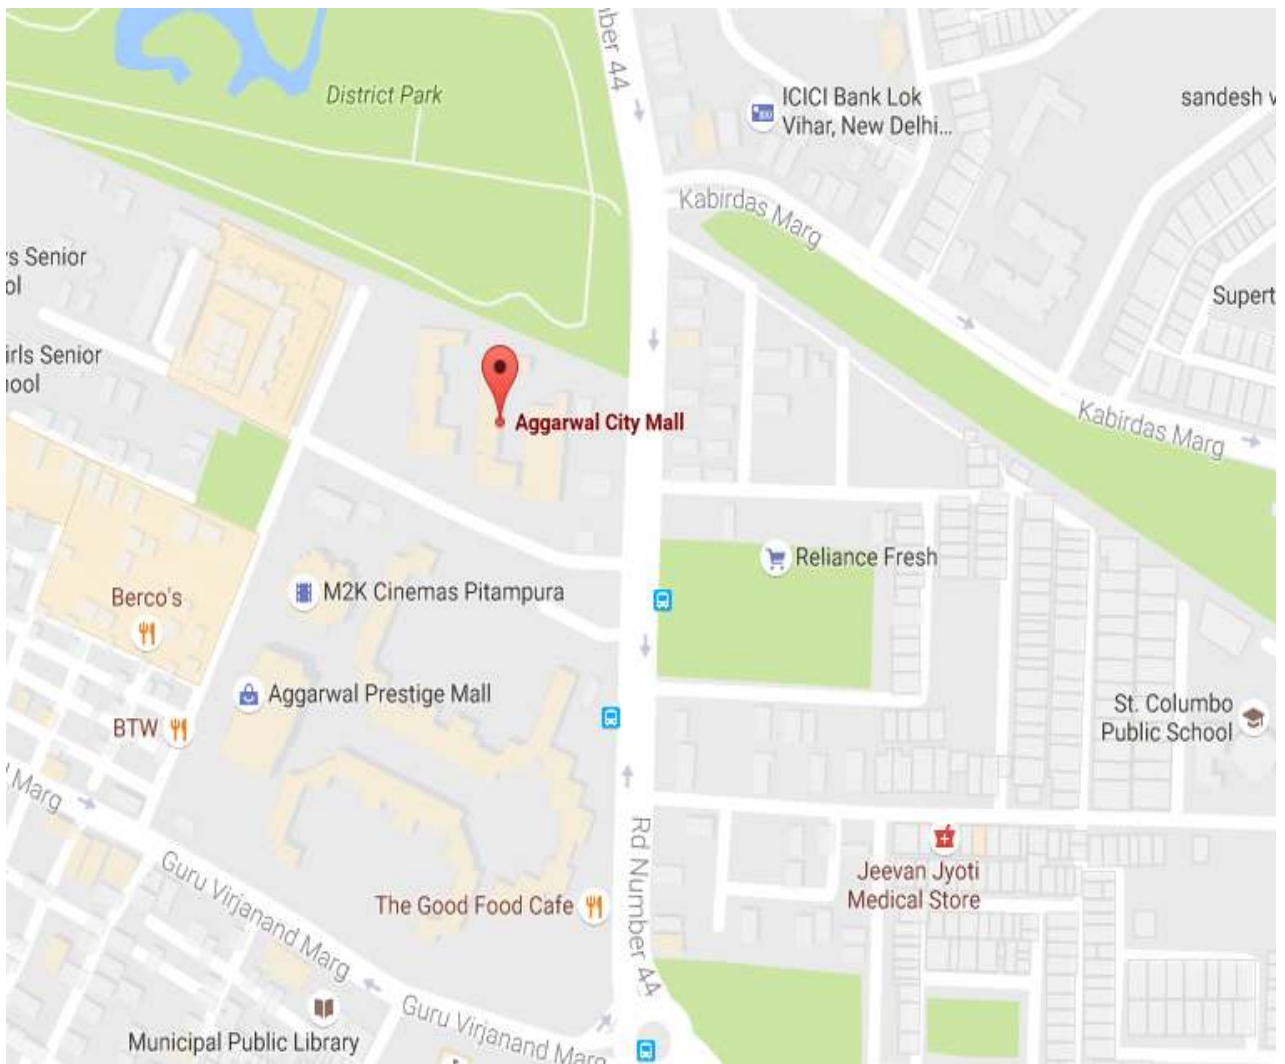 nber 44
District Park
ICICI Bank Lok
Vihar, New Delhi...
sandesh v
Kabirdas Marg
rs Senior
ol
Supert
irls Senior
hool
Aggarwal City Mall
Kabirdas Marg
Reliance Fresh
M2K Cinemas Pitampura
Berco's
Aggarwal Prestige Mall
St. Columbo
Public School
BTW
Marg
Rd Number 44
Jeevan Jyoti
Medical Store
Guru Virjanand Marg
The Good Food Cafe
Guru Virjanand Marg
Municipal Public Library